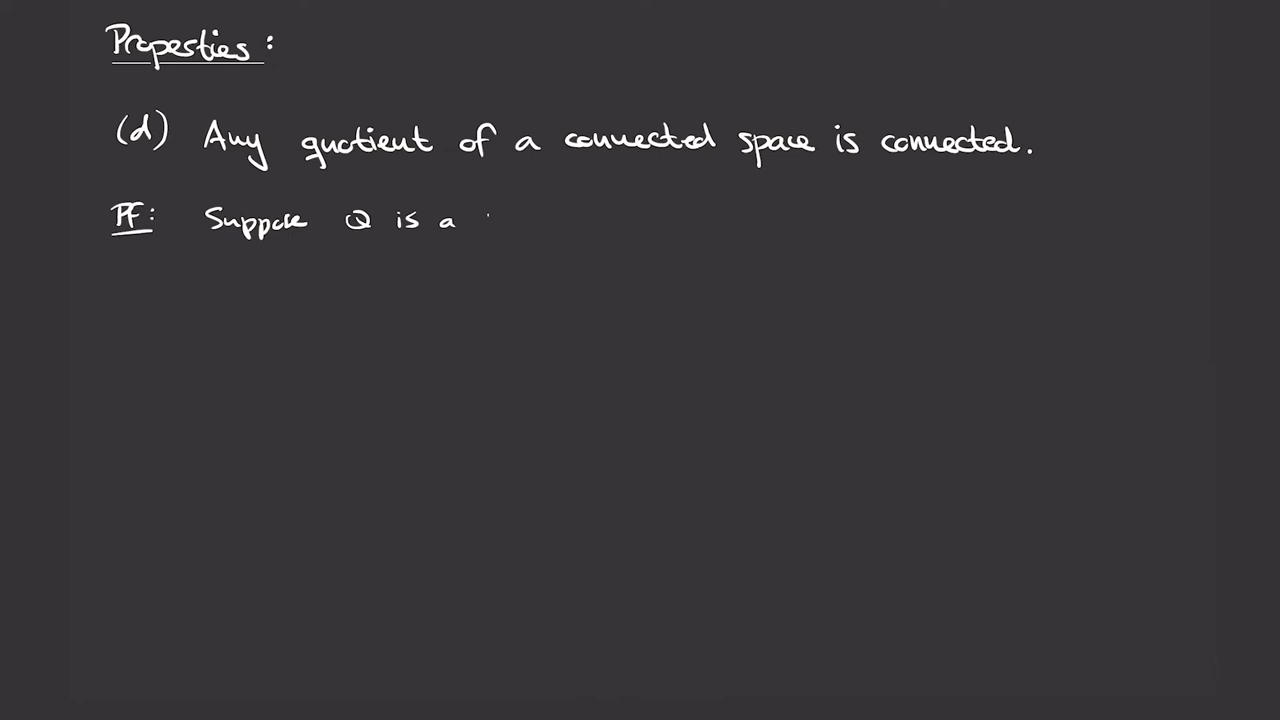 Properties:
(d) Any quotient of a connected space is connected.
Pf: Suppose Q is a